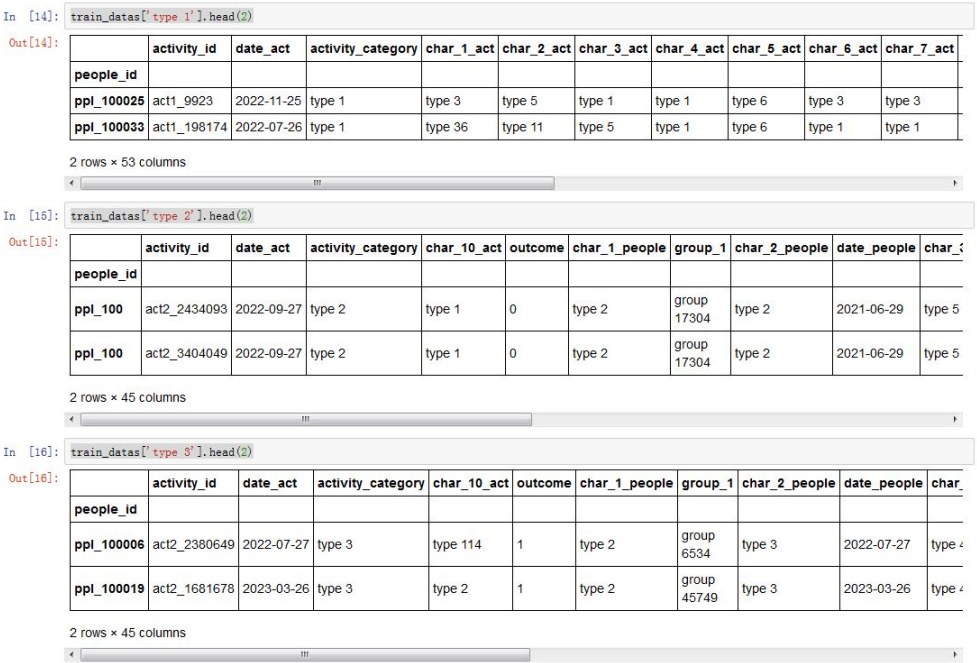 In [14]: train_datas['type 1'].head(2)
Out[14]:
activity_id date_act activity_category char_1_act char_2_act char_3_act char_4_act char_5_act char_6_act char_7_act
people_id
ppl_100025 act1_9923 2022-11-25 type 1 type 3 type 5 type 1 type 1 type 6 type 3 type 3
ppl_100033 act1_198174 2022-07-26 type 1 type 36 type 11 type 5 type 1 type 6 type 1 type 1
2 rows × 53 columns
In [15]: train_datas['type 2'].head(2)
Out[15]:
activity_id date_act activity_category char_10_act outcome char_1_people group_1 char_2_people date_people char_3
people_id
ppl_100 act2_2434093 2022-09-27 type 2 type 1 0 type 2 group 17304 type 2 2021-06-29 type 5
ppl_100 act2_3404049 2022-09-27 type 2 type 1 0 type 2 group 17304 type 2 2021-06-29 type 5
2 rows × 45 columns
In [16]: train_datas['type 3'].head(2)
Out[16]:
activity_id date_act activity_category char_10_act outcome char_1_people group_1 char_2_people date_people char_
people_id
ppl_100006 act2_2380649 2022-07-27 type 3 type 114 1 type 2 group 6534 type 3 2022-07-27 type 4
ppl_100019 act2_1681678 2023-03-26 type 3 type 2 1 type 2 group 45749 type 3 2023-03-26 type 4
2 rows × 45 columns